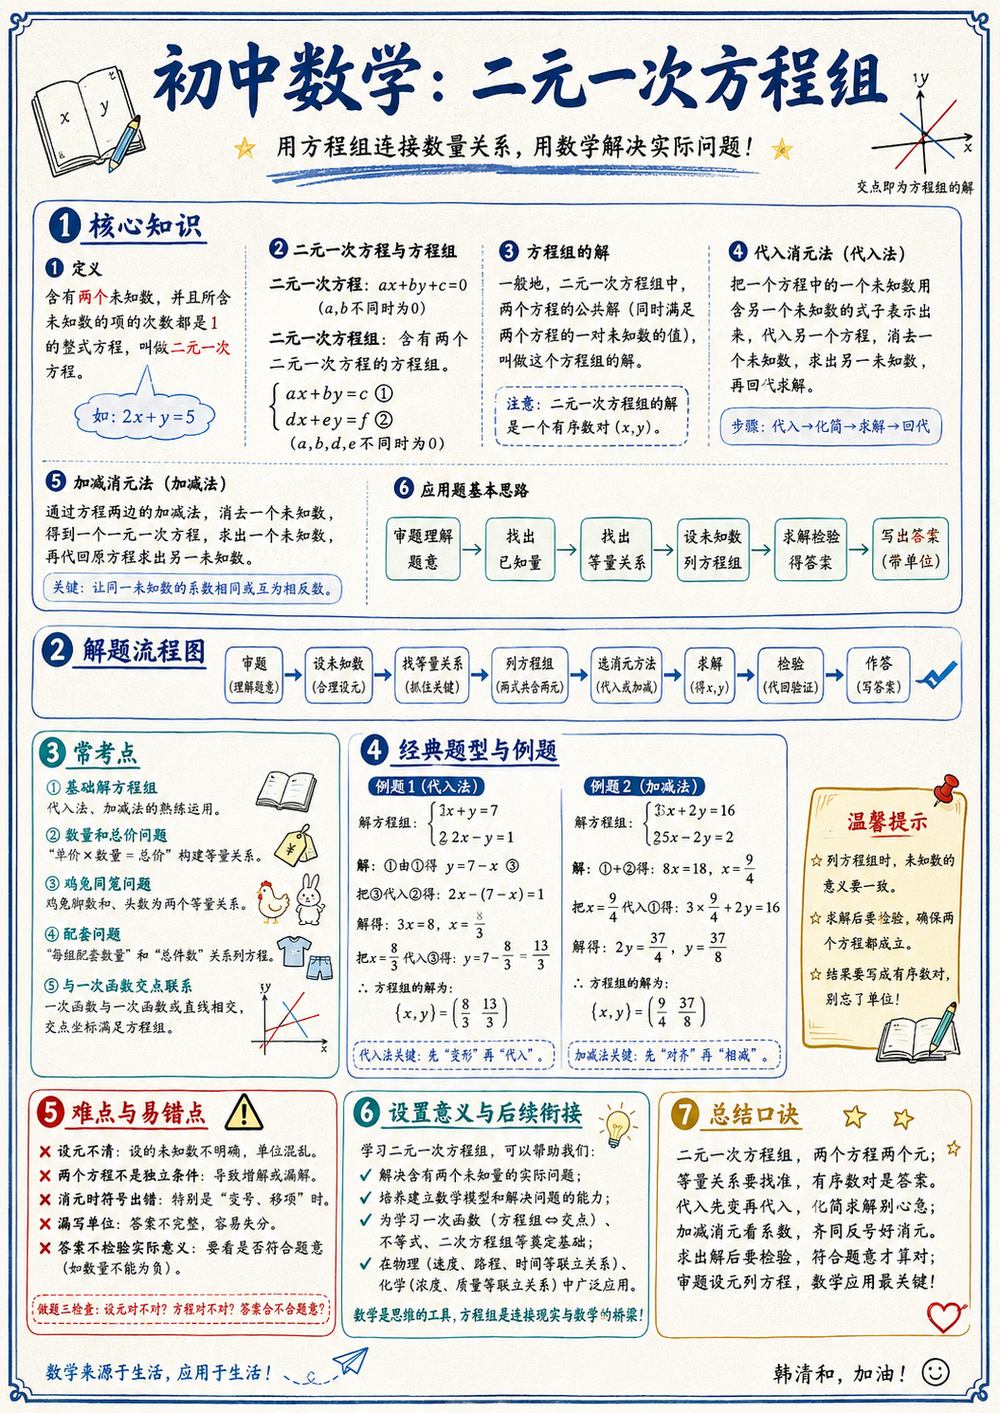 初中数学：二元一次方程组
用方程组连接数量关系，用数学解决实际问题！
x y
y
x
交点即为方程组的解
1 核心知识
1 定义
含有两个未知数，并且所含
未知数的项的次数都是1
的整式方程，叫做二元一次
方程。
如：2x+y=5
2 二元一次方程与方程组
二元一次方程：ax+by+c=0
(a,b不同时为0)
二元一次方程组：含有两个
二元一次方程的方程组。
ax+by=c ①
dx+ey=f ②
(a,b,d,e不同时为0)
3 方程组的解
一般地，二元一次方程组中，
两个方程的公共解（同时满足
两个方程的一对未知数的值），
叫做这个方程组的解。
注意：二元一次方程组的解
是一个有序数对(x,y)。
4 代入消元法（代入法）
把一个方程中的一个未知数用
含另一个未知数的式子表示出
来，代入另一个方程，消去一
个未知数，求出另一未知数，
再回代求解。
步骤：代入→化简→求解→回代
5 加减消元法（加减法）
通过方程两边的加减法，消去一个未知数，
得到一个一元一次方程，求出一个未知数，
再代回原方程求出另一未知数。
关键：让同一未知数的系数相同或互为相反数。
6 应用题基本思路
审题理解
题意
→
找出
已知量
→
找出
等量关系
→
设未知数
列方程组
→
求解检验
得答案
→
写出答案
(带单位)
2 解题流程图
审题
(理解题意)
→
设未知数
(合理设元)
→
找等量关系
(抓住关键)
→
列方程组
(两式共含两元)
→
选消元方法
(代入或加减)
→
求解
(得x,y)
→
检验
(代回验证)
→
作答
(写答案)
3 常考点
① 基础解方程组
代入法、加减法的熟练运用。
② 数量和总价问题
“单价×数量=总价”构建等量关系。
¥
③ 鸡兔同笼问题
鸡兔脚数和、头数为两个等量关系。
④ 配套问题
“每组配套数量”和“总件数”关系列方程。
⑤ 与一次函数交点联系
一次函数与一次函数或直线相交，
交点坐标满足方程组。
y
x
4 经典题型与例题
例题1(代入法)
解方程组：
x+y=7
2x−y=1
解：①由①得 y=7−x ③
把③代入②得：2x−(7−x)=1
解得：3x=8, x=8/3
把x=8/3代入③得：y=7−8/3=13/3
∴ 方程组的解为：
{x,y}=(8/3 13/3)
代入法关键：先“变形”再“代入”。
例题2(加减法)
解方程组：
3x+2y=16
25x−2y=2
解：①+②得：8x=18, x=9/4
把x=9/4代入①得：3×9/4+2y=16
解得：2y=37/4, y=37/8
∴ 方程组的解为：
{x,y}=(9/4 37/8)
加减法关键：先“对齐”再“相减”。
温馨提示
☆列方程组时，未知数的
意义要一致。
☆求解后要检验，确保两
个方程都成立。
☆结果要写成有序数对，
别忘了单位！
5 难点与易错点
!
✗ 设元不清：设的未知数不明确，单位混乱。
✗ 两个方程不是独立条件：导致增解或漏解。
✗ 消元时符号出错：特别是“变号、移项”时。
✗ 漏写单位：答案不完整，容易失分。
✗ 答案不检验实际意义：要看是否符合题意
（如数量不能为负）。
做题三检查：设元对不对？方程对不对？答案合不合题意？
6 设置意义与后续衔接
学习二元一次方程组，可以帮助我们：
✓ 解决含有两个未知量的实际问题；
✓ 培养建立数学模型和解决问题的能力；
✓ 为学习一次函数（方程组⇔交点）、
不等式、二次方程组等奠定基础；
✓ 在物理（速度、路程、时间等联立关系）、
化学（浓度、质量等联立关系）中广泛应用。
数学是思维的工具，方程组是连接现实与数学的桥梁！
7 总结口诀
二元一次方程组，两个方程两个元；
等量关系要找准，有序数对是答案。
代入先变再代入，化简求解别心急；
加减消元看系数，齐同反号好消元。
求出解后要检验，符合题意才算对；
审题设元列方程，数学应用最关键！
数学来源于生活，应用于生活！
韩清和，加油！